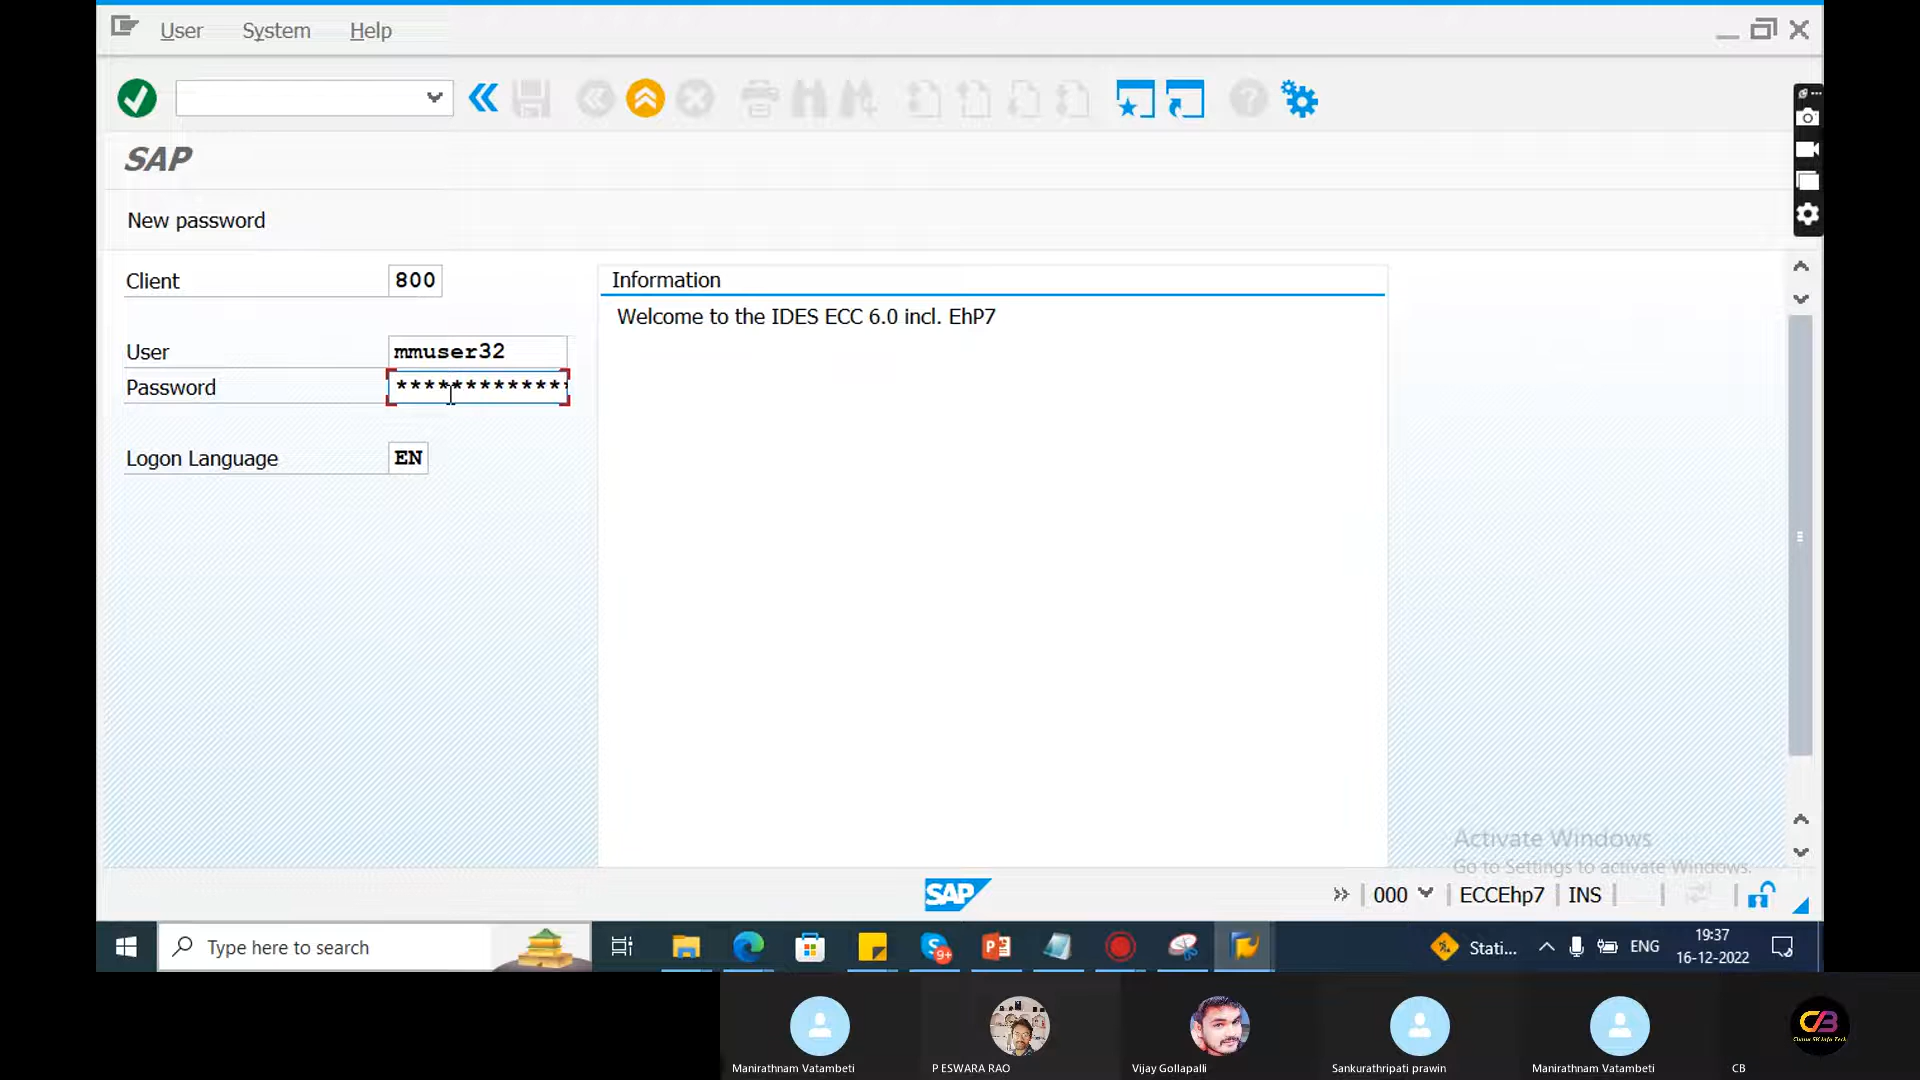 User System Help
SAP
New password
Client 800
Information
Welcome to the IDES ECC 6.0 incl. EhP7
User mmuser32
Password **************
Logon Language EN
Activate Windows
Go to Settings to activate Windows.
SAP
000 ECCEhp7 INS
Type here to search
9+
Stati...
ENG
19:37
16-12-2022
CB
Manirathnam Vatambeti
P ESWARA RAO
Vijay Gollapalli
Sankurathripati prawin
Manirathnam Vatambeti
CB